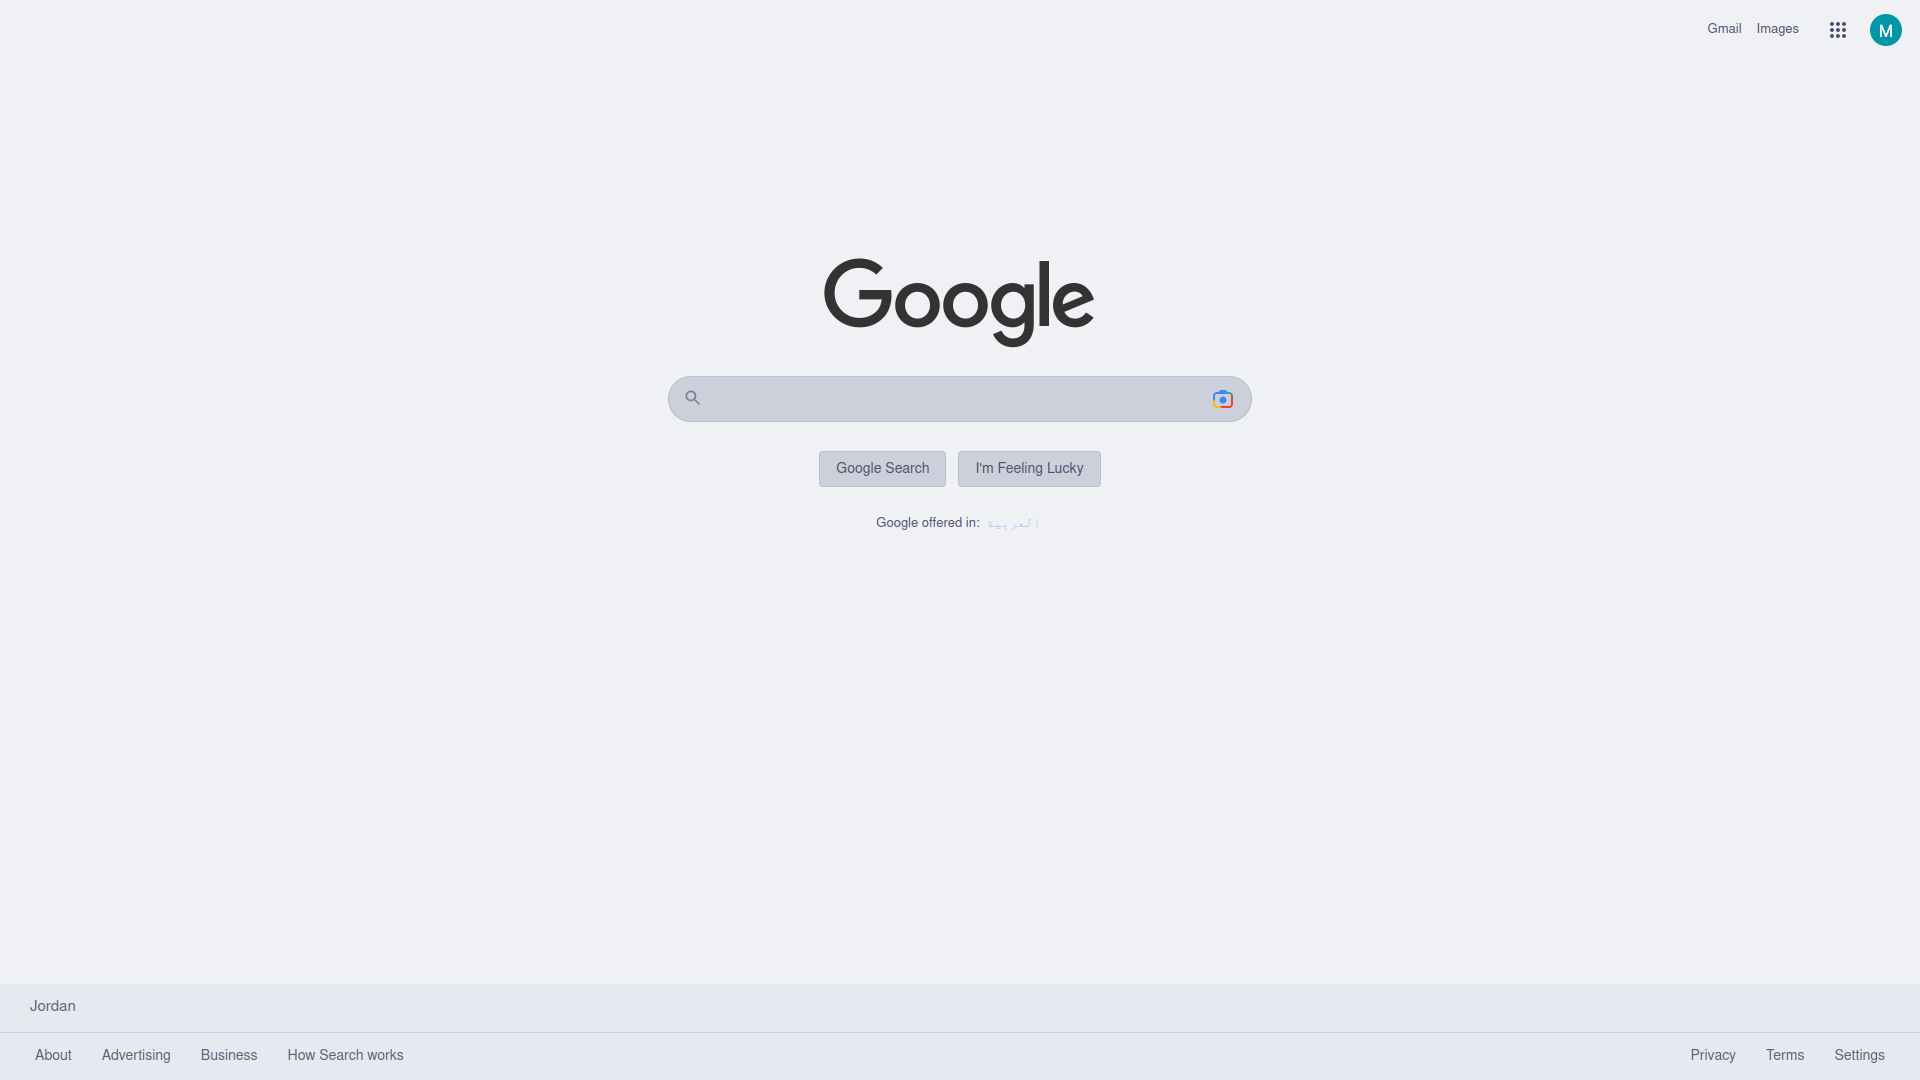 Gmail Images M
Google
Google Search I'm Feeling Lucky
Google offered in: العربية
Jordan
About Advertising Business How Search works Privacy Terms Settings